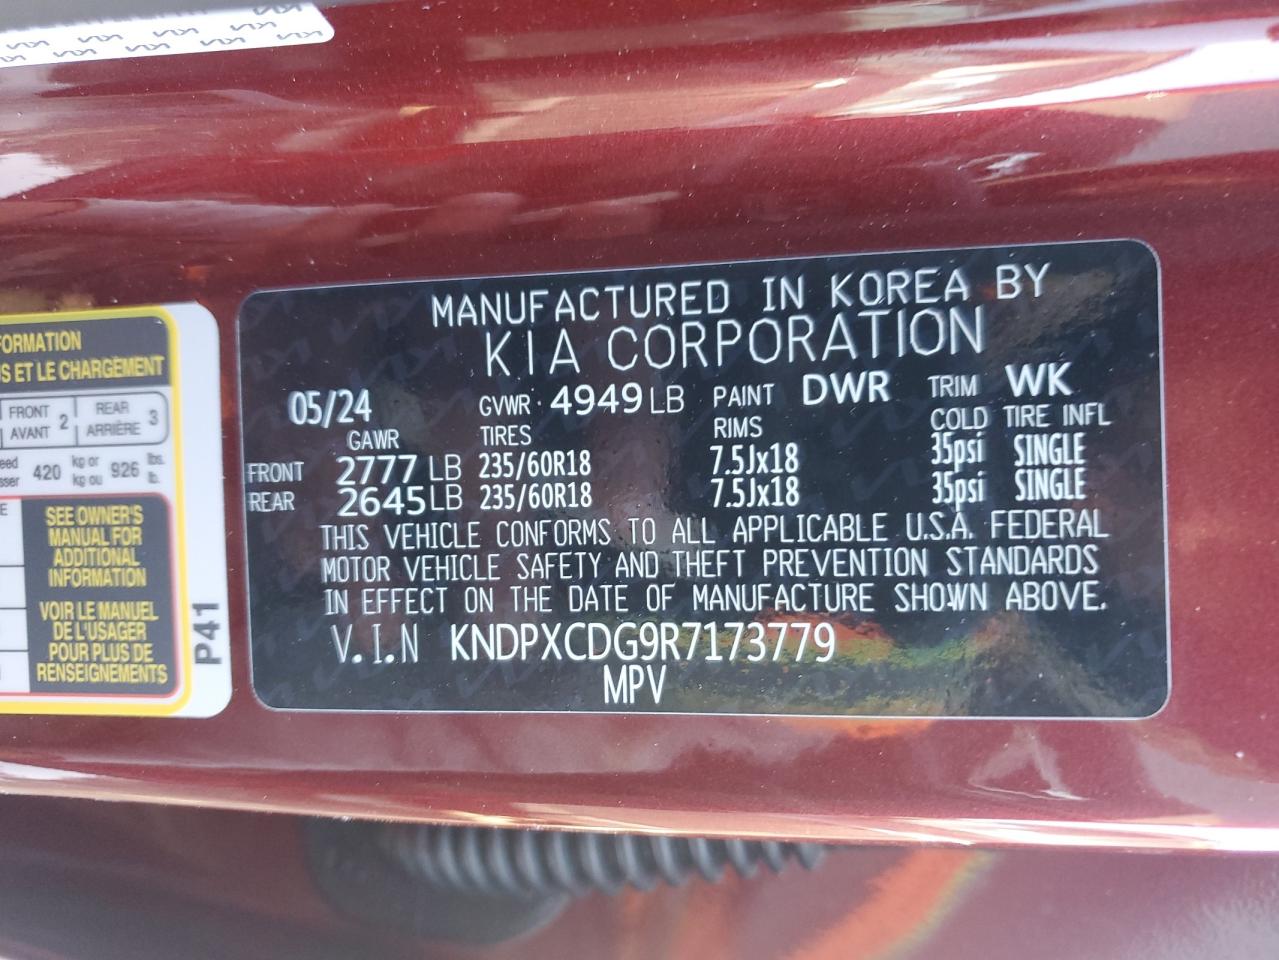 KIA KIA KIA KIA KIA
FORMATION
S ET LE CHARGEMENT
FRONT
AVANT 2
REAR
ARRIÈRE 3
420 kg or
kg ou 926 lbs.
lb.
E
SEE OWNER'S
MANUAL FOR
ADDITIONAL
INFORMATION
VOIR LE MANUEL
DE L'USAGER
POUR PLUS DE
RENSEIGNEMENTS
P41
MANUFACTURED IN KOREA BY
KIA CORPORATION
05/24 GVWR 4949 LB PAINT DWR TRIM WK
GAWR TIRES RIMS COLD TIRE INFL
FRONT 2777 LB 235/60R18 7.5Jx18 35psi SINGLE
REAR 2645 LB 235/60R18 7.5Jx18 35psi SINGLE
THIS VEHICLE CONFORMS TO ALL APPLICABLE U.S.A. FEDERAL
MOTOR VEHICLE SAFETY AND THEFT PREVENTION STANDARDS
IN EFFECT ON THE DATE OF MANUFACTURE SHOWN ABOVE.
V.I.N KNDPXCDG9R7173779
MPV